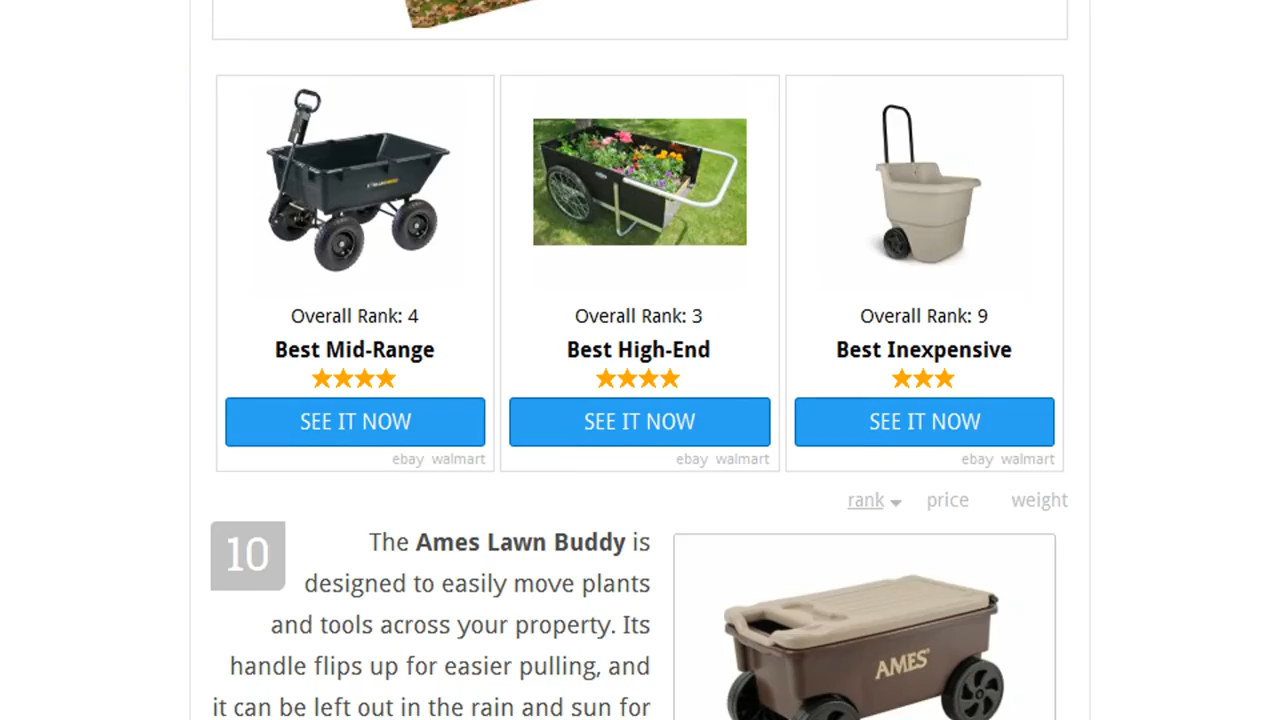 Overall Rank: 4
Best Mid-Range
SEE IT NOW
ebay walmart
Overall Rank: 3
Best High-End
SEE IT NOW
ebay walmart
Overall Rank: 9
Best Inexpensive
SEE IT NOW
ebay walmart
rank price weight
10
The Ames Lawn Buddy is
designed to easily move plants
and tools across your property. Its
handle flips up for easier pulling, and
it can be left out in the rain and sun for
AMES